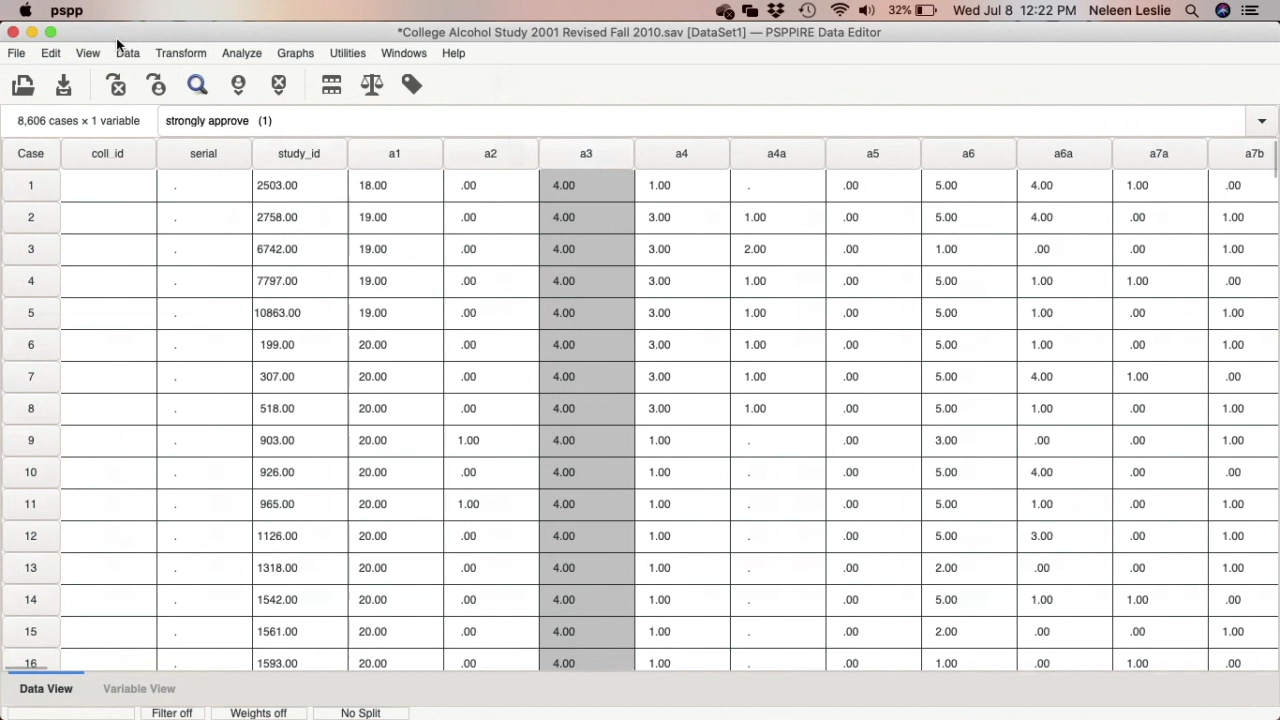 pspp 32% Wed Jul 8 12:22 PM Neleen Leslie
*College Alcohol Study 2001 Revised Fall 2010.sav [DataSet1] — PSPPIRE Data Editor
File Edit View Data Transform Analyze Graphs Utilities Windows Help
8,606 cases × 1 variable strongly approve (1)
Case coll_id serial study_id a1 a2 a3 a4 a4a a5 a6 a6a a7a a7b
1 . 2503.00 18.00 .00 4.00 1.00 . .00 5.00 4.00 1.00 .00
2 . 2758.00 19.00 .00 4.00 3.00 1.00 .00 5.00 4.00 .00 1.00
3 . 6742.00 19.00 .00 4.00 3.00 2.00 .00 1.00 .00 .00 1.00
4 . 7797.00 19.00 .00 4.00 3.00 1.00 .00 5.00 1.00 1.00 .00
5 . 10863.00 19.00 .00 4.00 3.00 1.00 .00 5.00 1.00 .00 1.00
6 . 199.00 20.00 .00 4.00 3.00 1.00 .00 5.00 1.00 .00 1.00
7 . 307.00 20.00 .00 4.00 3.00 1.00 .00 5.00 4.00 1.00 .00
8 . 518.00 20.00 .00 4.00 3.00 1.00 .00 5.00 1.00 .00 1.00
9 . 903.00 20.00 1.00 4.00 1.00 . .00 3.00 .00 .00 1.00
10 . 926.00 20.00 .00 4.00 1.00 . .00 5.00 4.00 .00 .00
11 . 965.00 20.00 1.00 4.00 1.00 . .00 5.00 1.00 .00 1.00
12 . 1126.00 20.00 .00 4.00 1.00 . .00 5.00 3.00 .00 1.00
13 . 1318.00 20.00 .00 4.00 1.00 . .00 2.00 .00 .00 1.00
14 . 1542.00 20.00 .00 4.00 1.00 . .00 5.00 1.00 1.00 .00
15 . 1561.00 20.00 .00 4.00 1.00 . .00 2.00 .00 .00 1.00
16 . 1593.00 20.00 .00 4.00 1.00 . .00 1.00 .00 1.00 .00
Data View Variable View
Filter off Weights off No Split